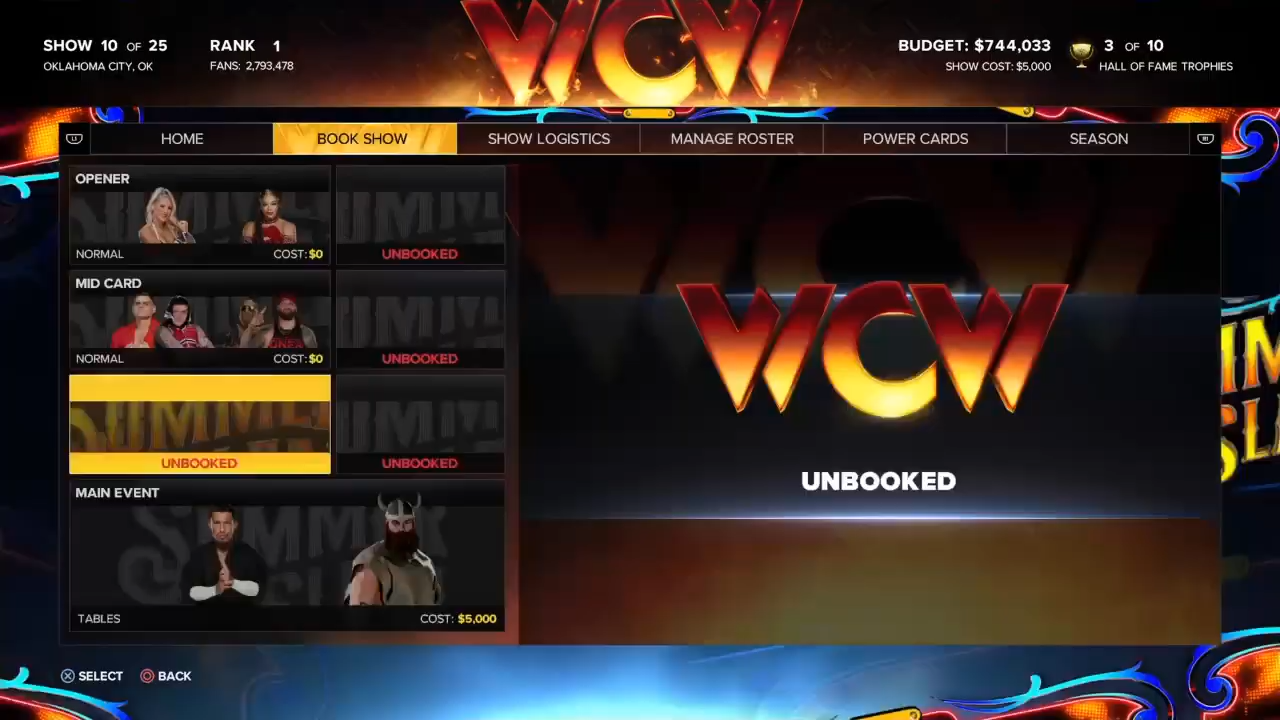 SHOW 10 OF 25
OKLAHOMA CITY, OK
RANK 1
FANS: 2,793,478
WCW
BUDGET: $744,033
SHOW COST: $5,000
3 OF 10
HALL OF FAME TROPHIES
HOME
BOOK SHOW
SHOW LOGISTICS
MANAGE ROSTER
POWER CARDS
SEASON
OPENER
NORMAL
COST: $0
UNBOOKED
MID CARD
NORMAL
COST: $0
UNBOOKED
UNBOOKED
UNBOOKED
MAIN EVENT
TABLES
COST: $5,000
WCW
UNBOOKED
SELECT
BACK